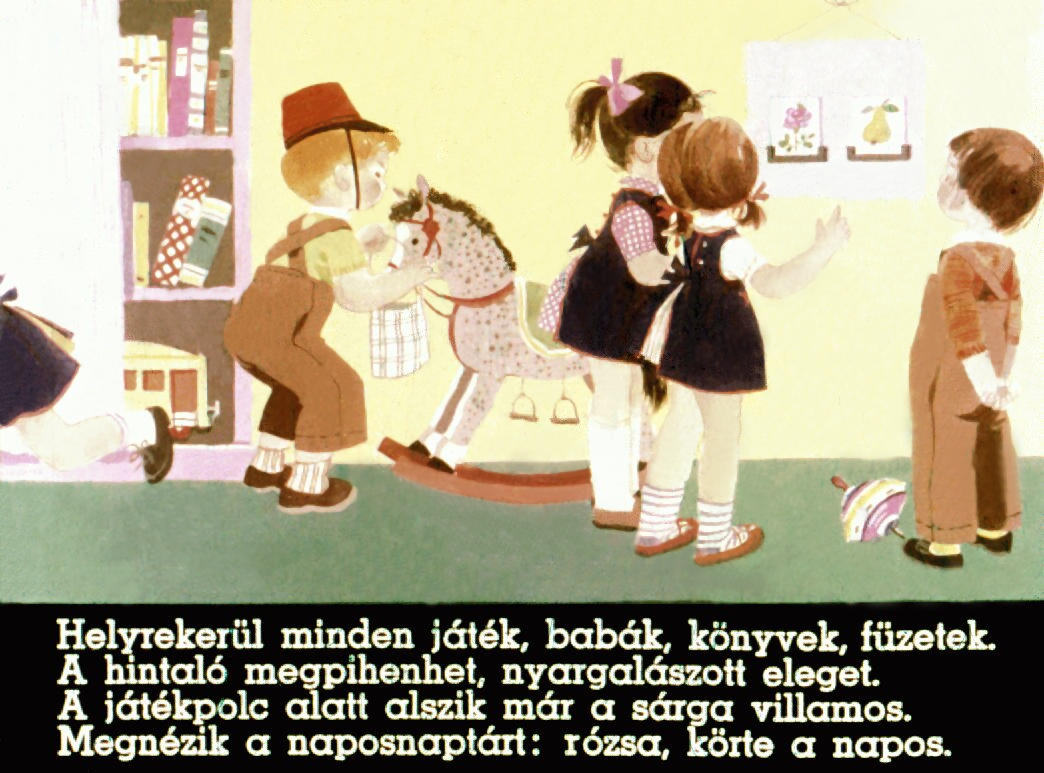 Helyrekerül minden játék, babák, könyvek, füzetek.
A hintaló megpihenhet, nyargalászott eleget.
A játékpolc alatt alszik már a sárga villamos.
Megnézik a naposnaptárt: rózsa, körte a napos.